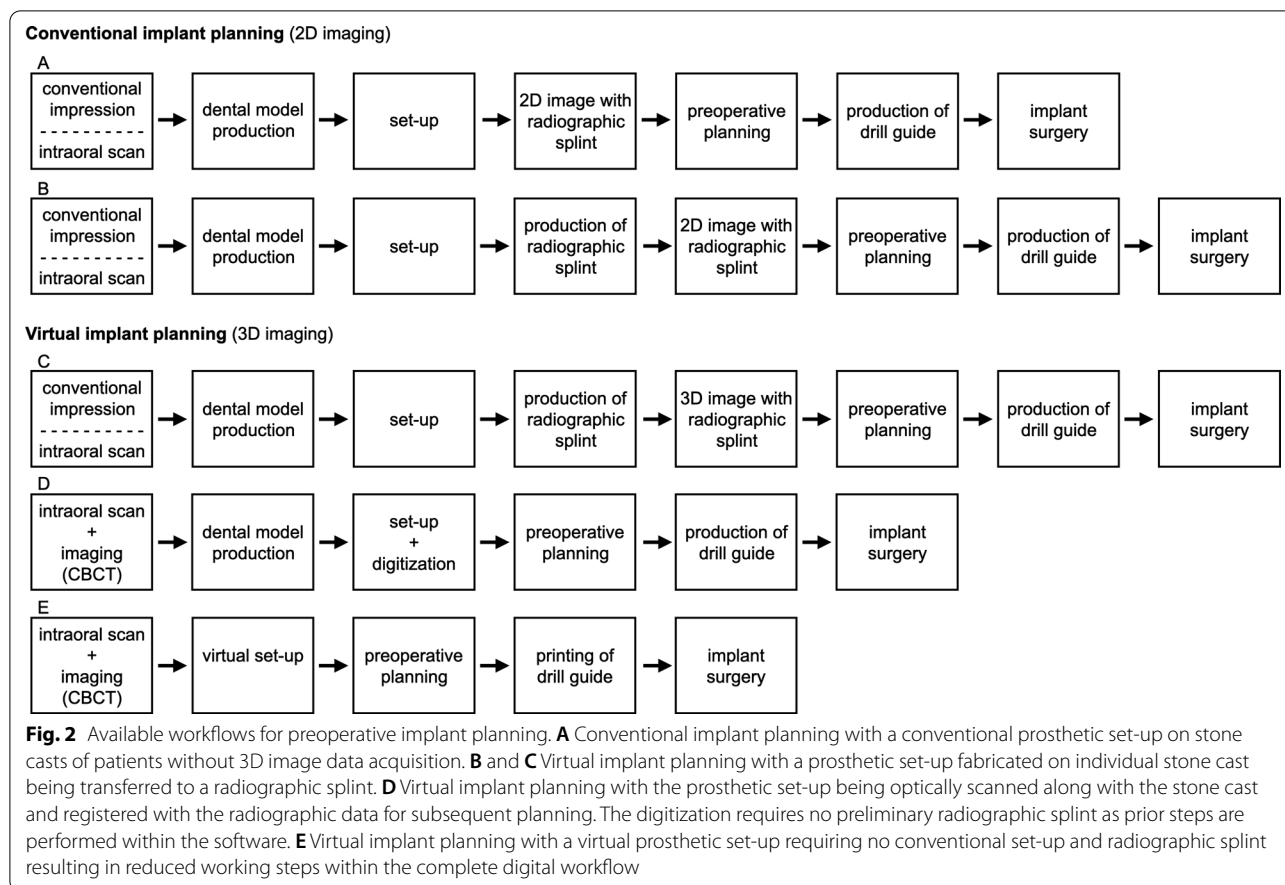 Conventional implant planning (2D imaging)
A
conventional
impression
- - - - - - - - - -
intraoral scan
dental model
production
set-up
2D image with
radiographic
splint
preoperative
planning
production of
drill guide
implant
surgery
B
conventional
impression
- - - - - - - - - -
intraoral scan
dental model
production
set-up
production of
radiographic
splint
2D image with
radiographic
splint
preoperative
planning
production of
drill guide
implant
surgery
Virtual implant planning (3D imaging)
C
conventional
impression
- - - - - - - - - -
intraoral scan
dental model
production
set-up
production of
radiographic
splint
3D image with
radiographic
splint
preoperative
planning
production of
drill guide
implant
surgery
D
intraoral scan
+
imaging
(CBCT)
dental model
production
set-up
+
digitization
preoperative
planning
production of
drill guide
implant
surgery
E
intraoral scan
+
imaging
(CBCT)
virtual set-up
preoperative
planning
printing of
drill guide
implant
surgery
Fig. 2 Available workflows for preoperative implant planning. A Conventional implant planning with a conventional prosthetic set-up on stone
casts of patients without 3D image data acquisition. B and C Virtual implant planning with a prosthetic set-up fabricated on individual stone cast
being transferred to a radiographic splint. D Virtual implant planning with the prosthetic set-up being optically scanned along with the stone cast
and registered with the radiographic data for subsequent planning. The digitization requires no preliminary radiographic splint as prior steps are
performed within the software. E Virtual implant planning with a virtual prosthetic set-up requiring no conventional set-up and radiographic splint
resulting in reduced working steps within the complete digital workflow